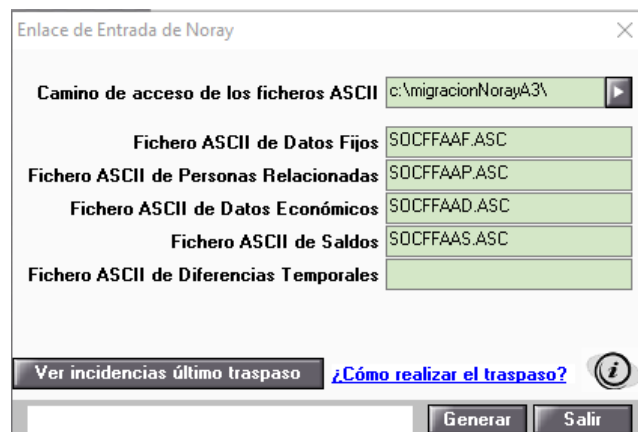 Enlace de Entrada de Noray
Camino de acceso de los ficheros ASCII c:\migracionNorayA3\
Fichero ASCII de Datos Fijos SOCFFAAF.ASC
Fichero ASCII de Personas Relacionadas SOCFFAAP.ASC
Fichero ASCII de Datos Económicos SOCFFAAD.ASC
Fichero ASCII de Saldos SOCFFAAS.ASC
Fichero ASCII de Diferencias Temporales
Ver incidencias último traspaso ¿Cómo realizar el traspaso? i
Generar Salir